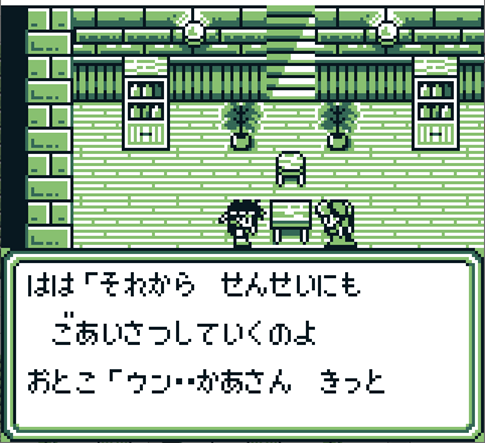 はは「それから　せんせいにも
ごあいさつしていくのよ
おとこ「ウン・・かあさん　きっと